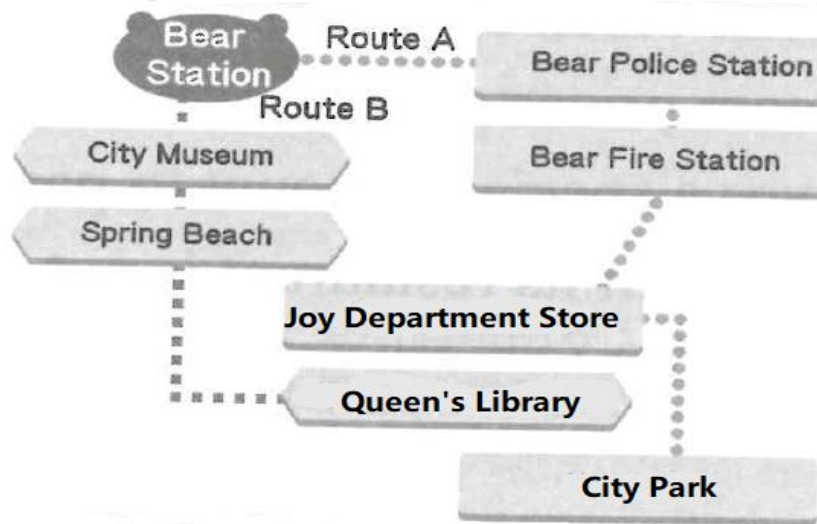 Bear
Station
Route A
Route B
Bear Police Station
City Museum
Bear Fire Station
Spring Beach
Joy Department Store
Queen's Library
City Park